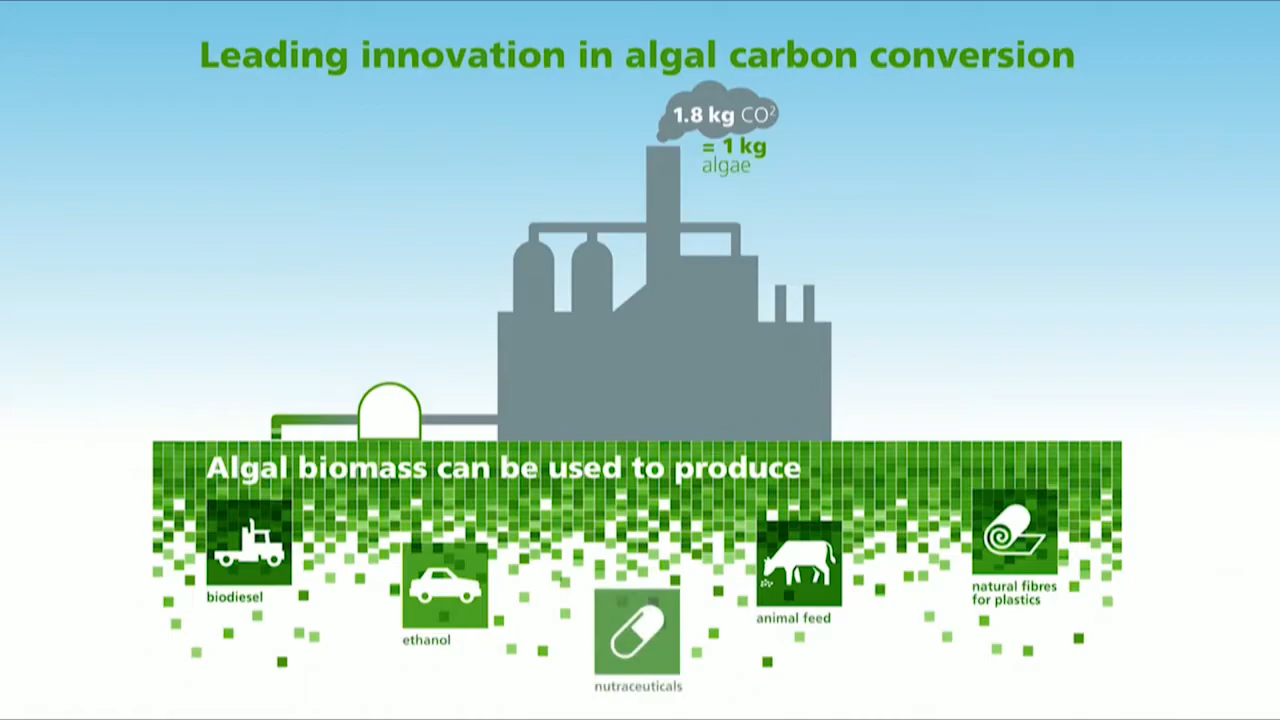 Leading innovation in algal carbon conversion
1.8 kg CO²
= 1 kg
algae
Algal biomass can be used to produce
biodiesel
ethanol
nutraceuticals
animal feed
natural fibres
for plastics